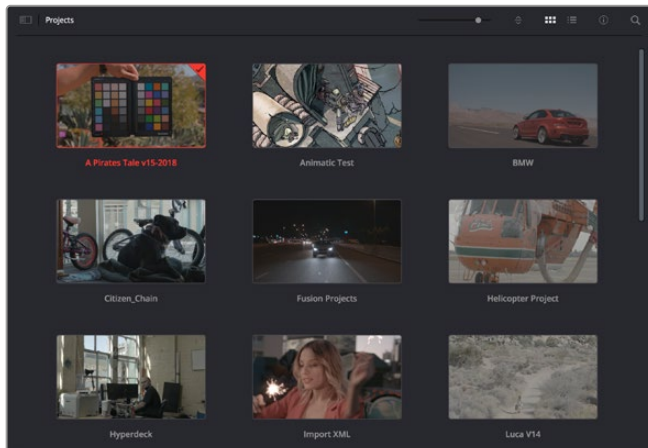 Projects
A Pirates Tale v15-2018
Animatic Test
BMW
Citizen_Chain
Fusion Projects
Helicopter Project
Hyperdeck
Import XML
Luca V14